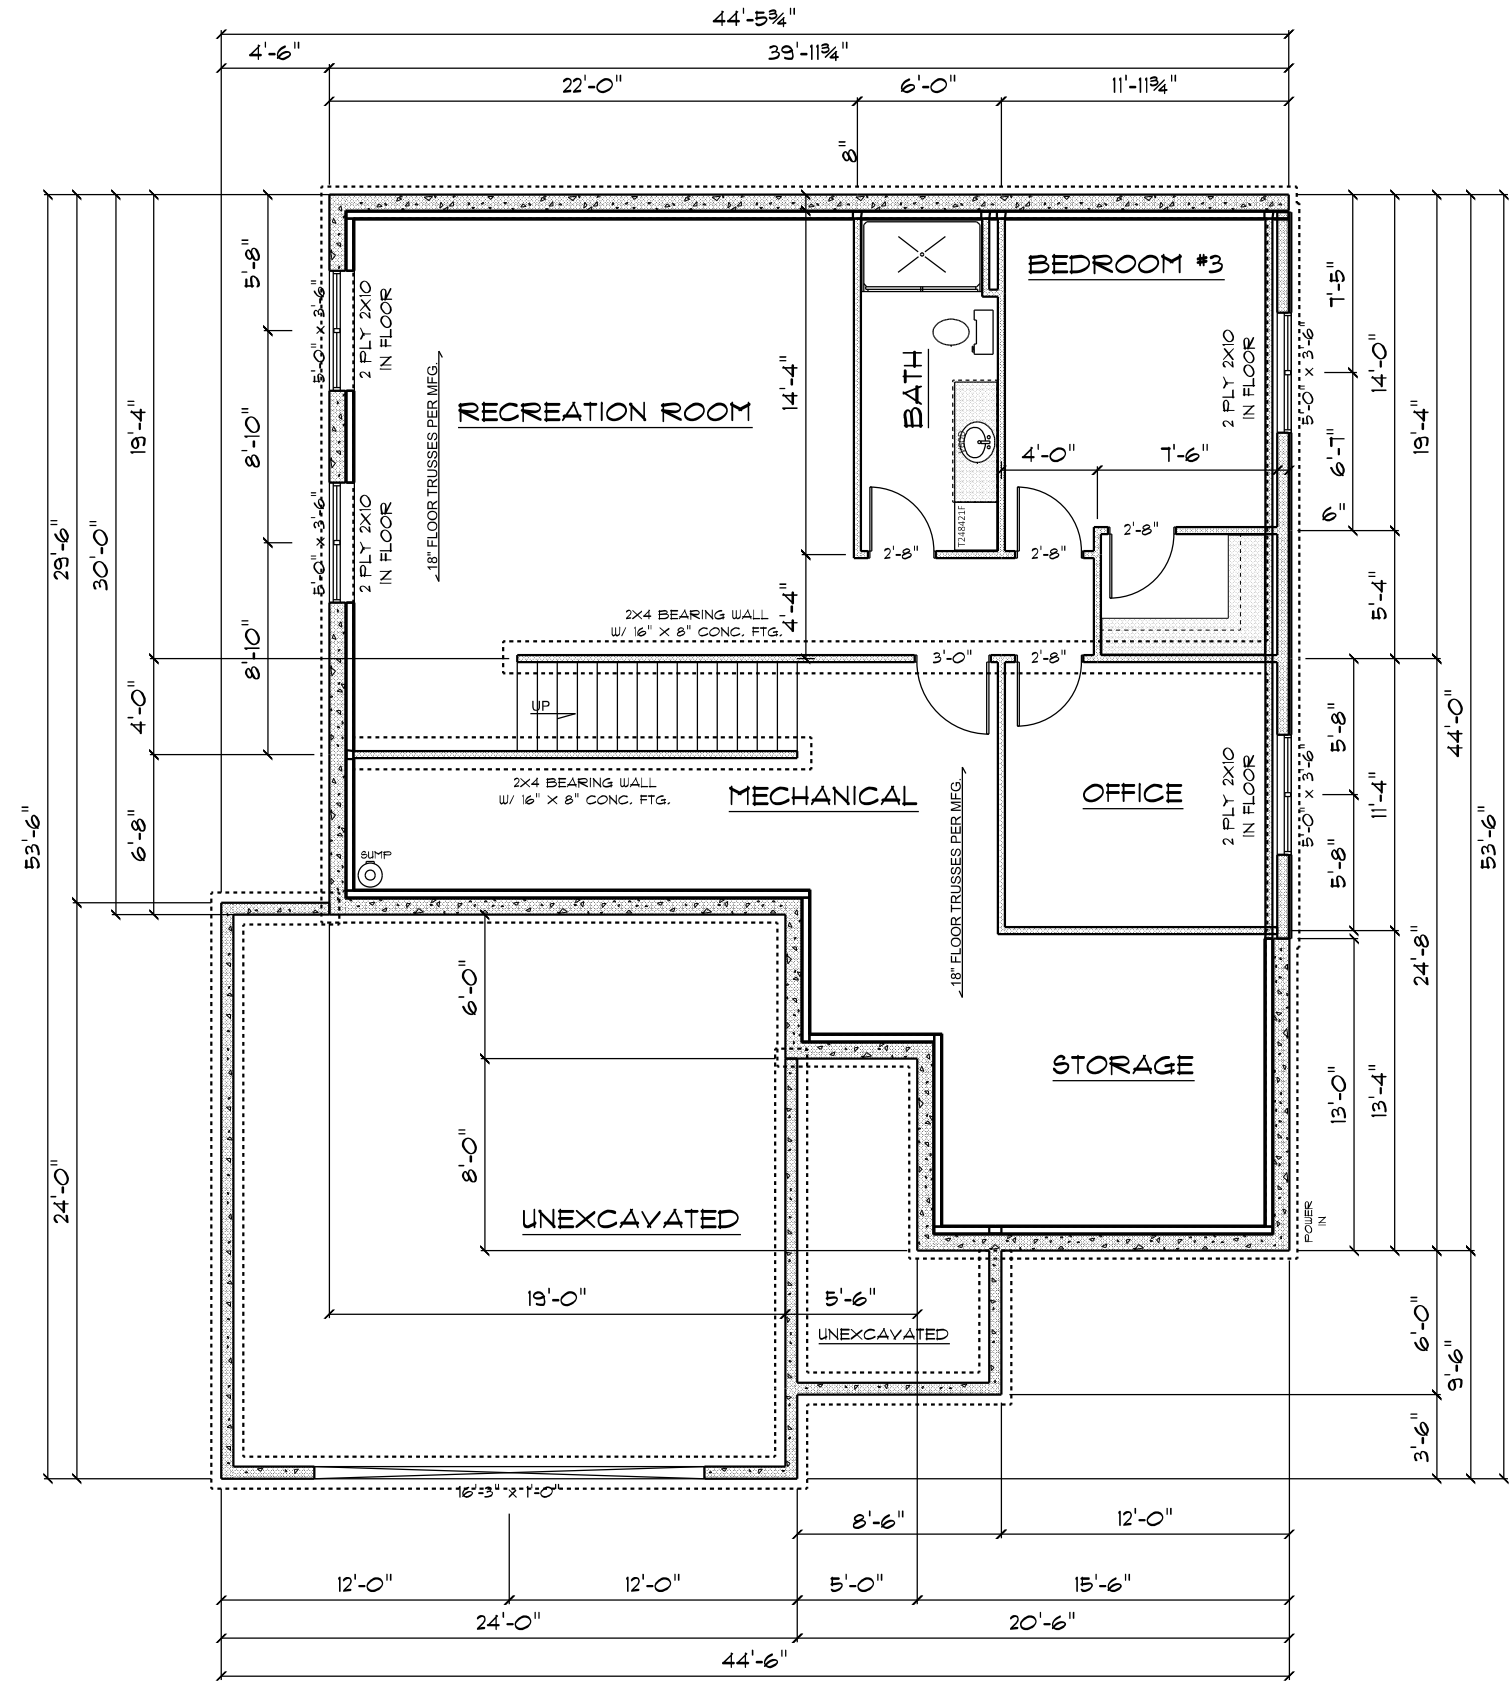 44'-5¾"
4'-6"
39'-11¾"
22'-0"
6'-0"
11'-11¾"
8"
5'-8"
5'-0" x 3'-6"
2 PLY 2X10
IN FLOOR
BEDROOM #3
7'-5"
5'-0" x 3'-6"
2 PLY 2X10
IN FLOOR
14'-0"
19'-4"
8'-10"
18" FLOOR TRUSSES PER MFG.
RECREATION ROOM
14'-4"
BATH
4'-0"
7'-6"
6'-7"
19'-4"
6"
29'-6"
30'-0"
5'-0" x 3'-6"
2 PLY 2X10
IN FLOOR
T248421F
2'-8"
2'-8"
2'-8"
5'-4"
8'-10"
2X4 BEARING WALL
W/ 16" X 8" CONC. FTG.
4'-4"
3'-0"
2'-8"
4'-0"
UP
5'-8"
44'-0"
2X4 BEARING WALL
W/ 16" X 8" CONC. FTG.
MECHANICAL
OFFICE
2 PLY 2X10
IN FLOOR
5'-0" x 3'-6"
11'-4"
53'-6"
6'-8"
SUMP
18" FLOOR TRUSSES PER MFG.
5'-8"
53'-6"
6'-0"
24'-8"
STORAGE
13'-0"
13'-4"
8'-0"
24'-0"
UNEXCAVATED
POWER
IN
19'-0"
5'-6"
UNEXCAVATED
6'-0"
9'-6"
3'-6"
16'-3" x 1'-0"
8'-6"
12'-0"
12'-0"
12'-0"
5'-0"
15'-6"
24'-0"
20'-6"
44'-6"